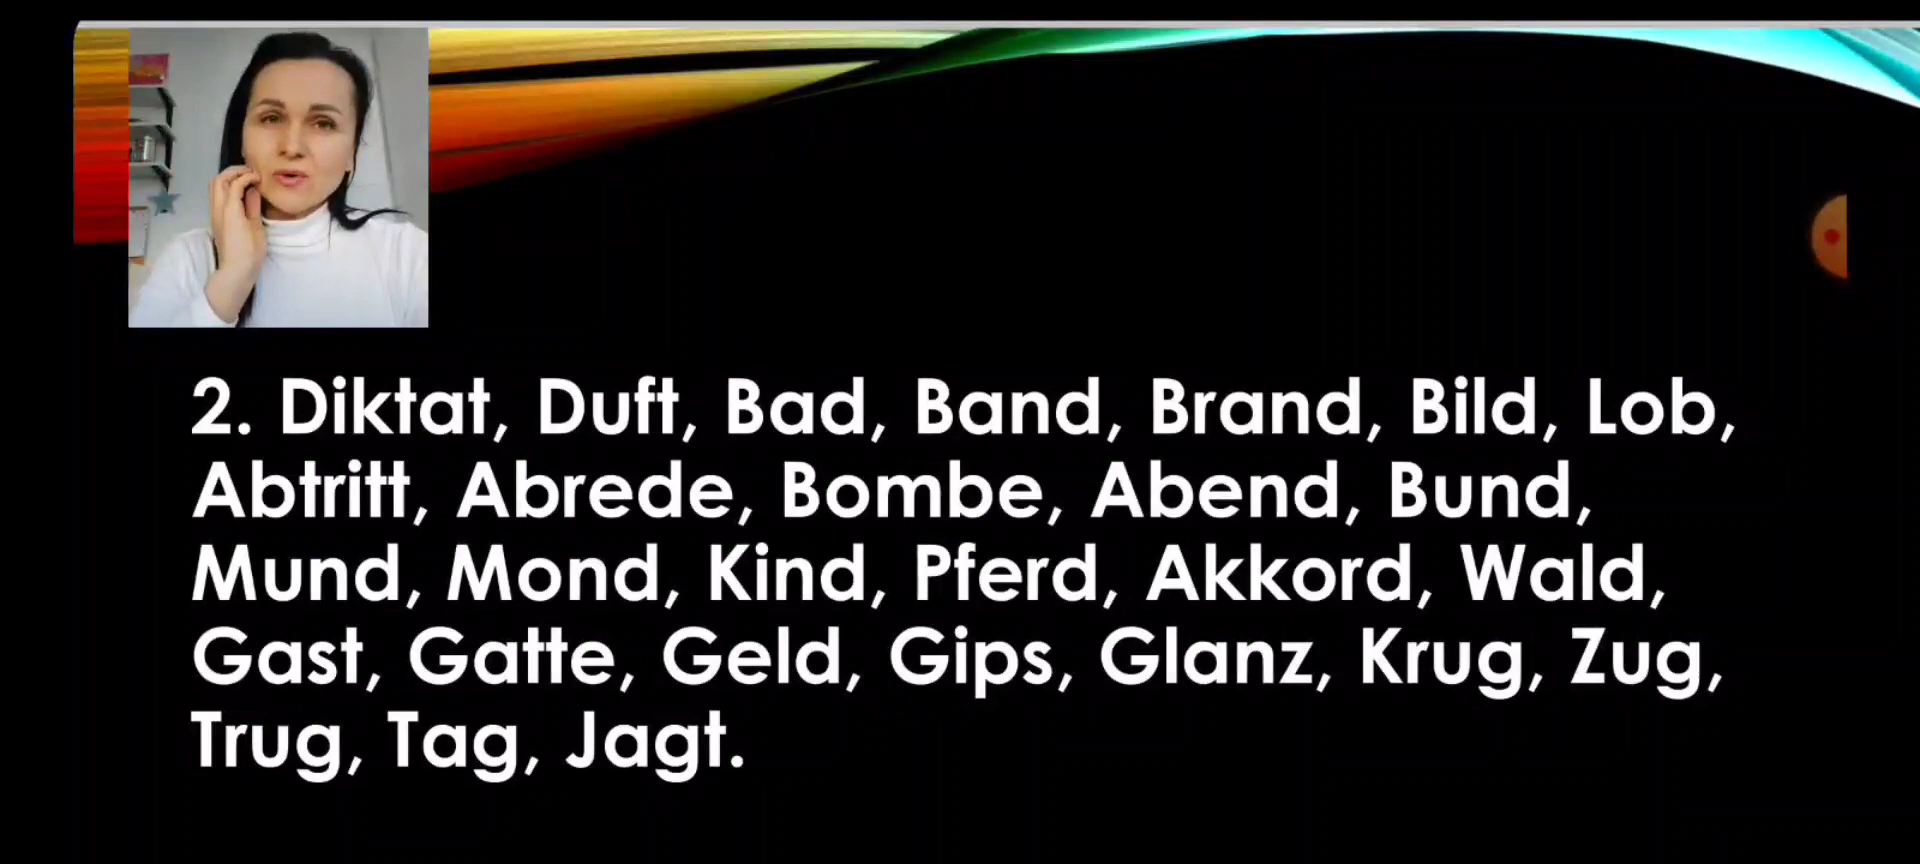 2. Diktat, Duft, Bad, Band, Brand, Bild, Lob,
Abtritt, Abrede, Bombe, Abend, Bund,
Mund, Mond, Kind, Pferd, Akkord, Wald,
Gast, Gatte, Geld, Gips, Glanz, Krug, Zug,
Trug, Tag, Jagt.